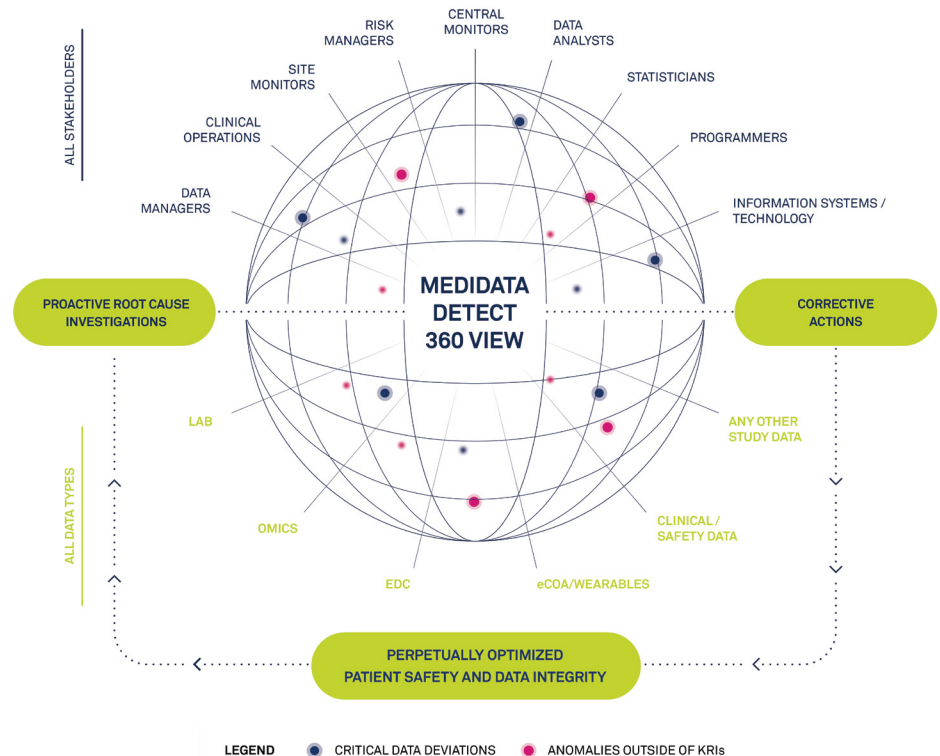 CENTRAL
MONITORS
RISK
MANAGERS
DATA
ANALYSTS
SITE
MONITORS
STATISTICIANS
CLINICAL
OPERATIONS
PROGRAMMERS
DATA
MANAGERS
INFORMATION SYSTEMS /
TECHNOLOGY
ALL STAKEHOLDERS
PROACTIVE ROOT CAUSE
INVESTIGATIONS
MEDIDATA
DETECT
360 VIEW
CORRECTIVE
ACTIONS
LAB
ANY OTHER
STUDY DATA
ALL DATA TYPES
OMICS
CLINICAL /
SAFETY DATA
EDC
eCOA/WEARABLES
PERPETUALLY OPTIMIZED
PATIENT SAFETY AND DATA INTEGRITY
LEGEND CRITICAL DATA DEVIATIONS ANOMALIES OUTSIDE OF KRIs